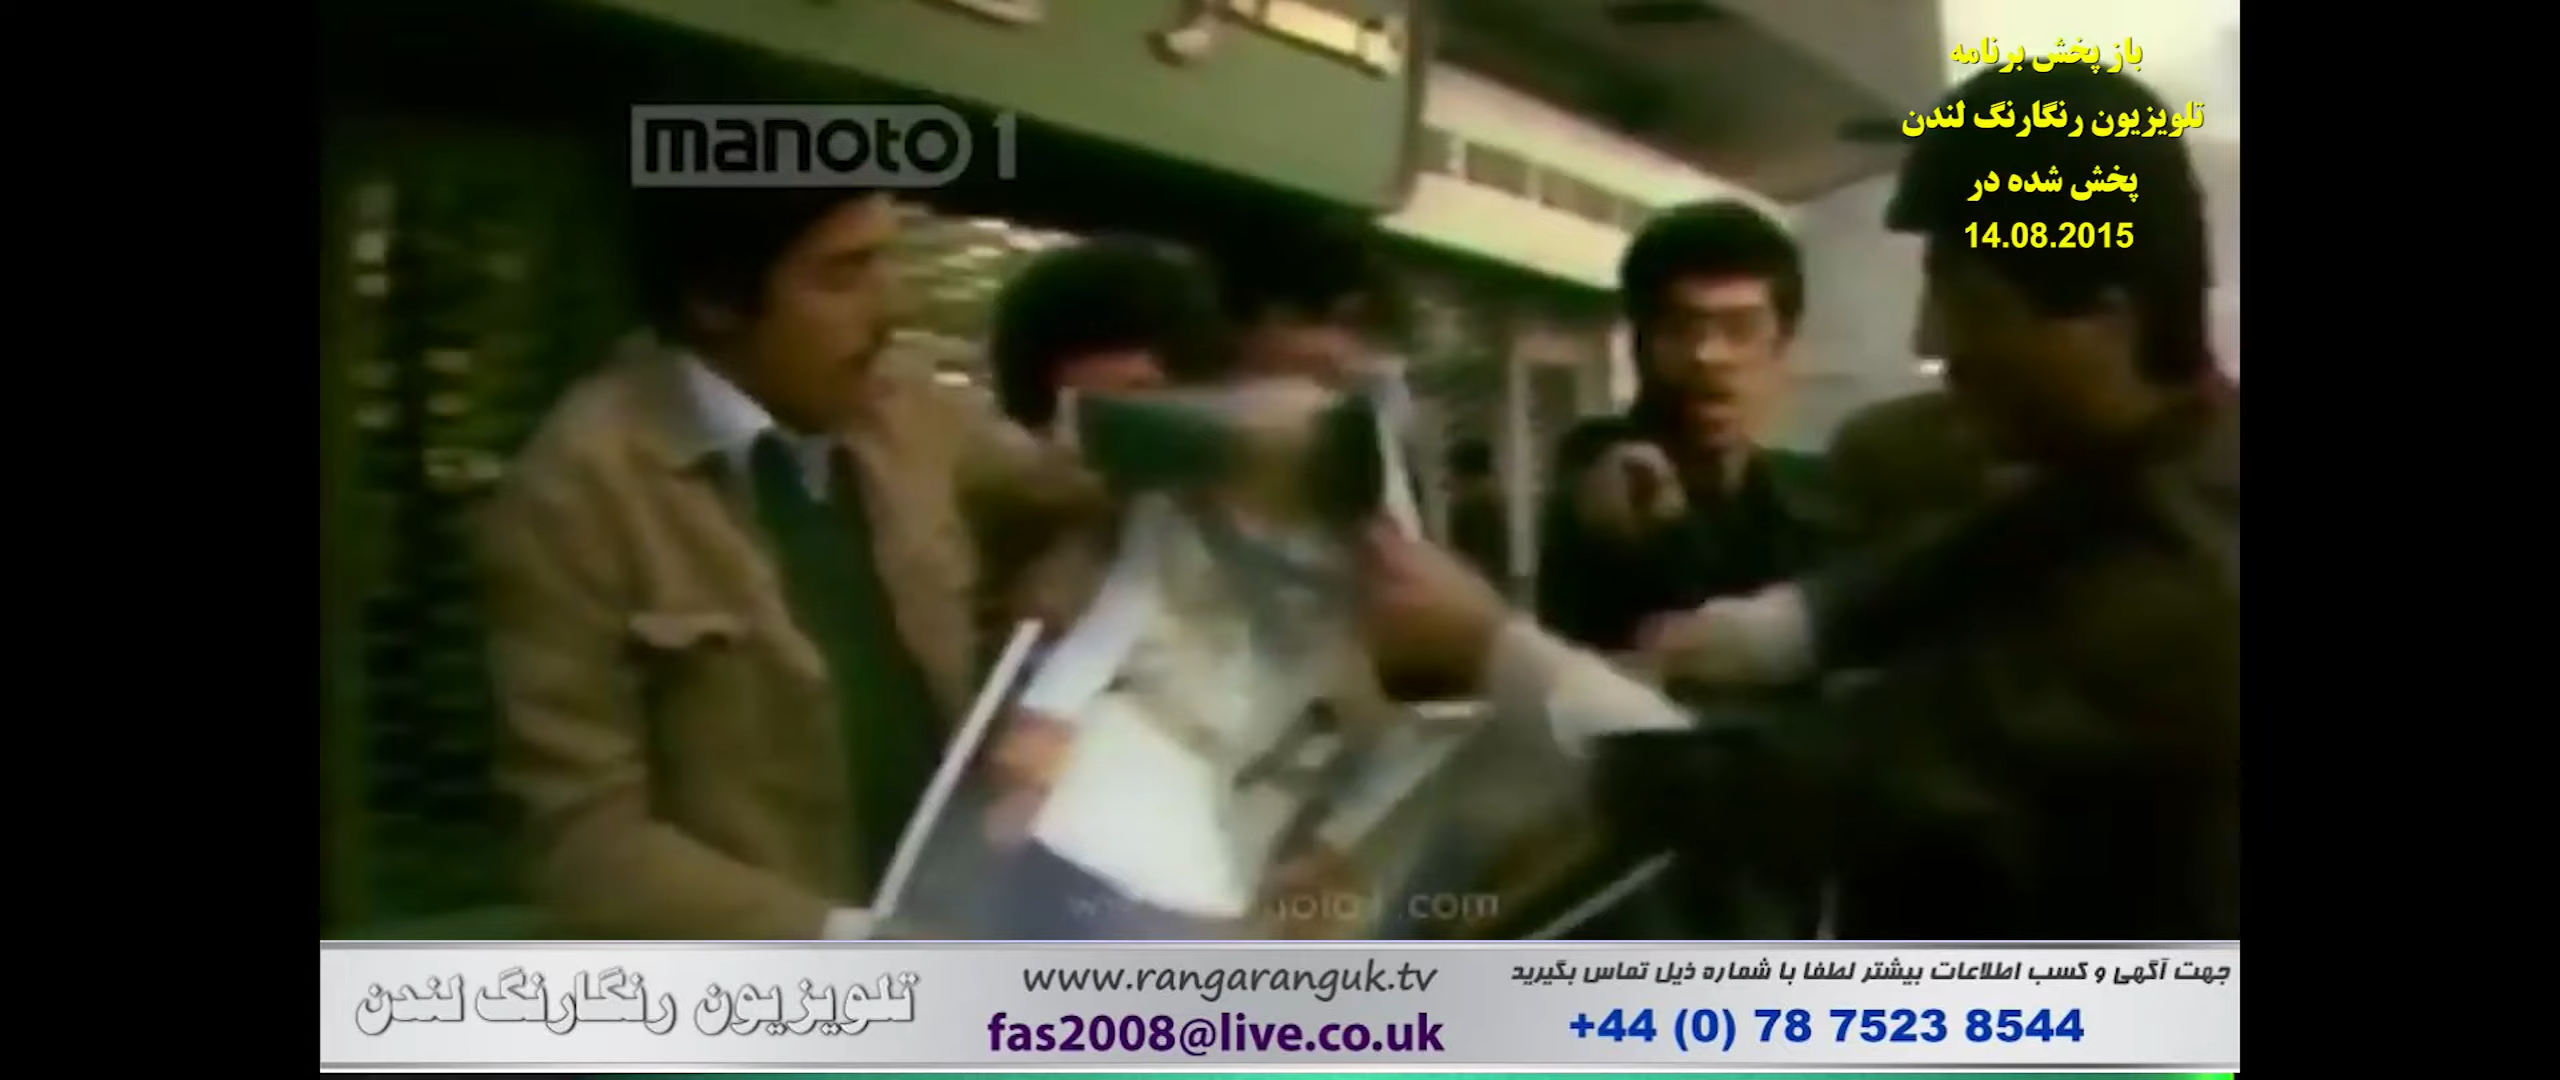 manoto 1
باز پخش برنامه
تلویزیون رنگارنگ لندن
پخش شده در
14.08.2015
تلویزیون رنگارنگ لندن
www.rangaranguk.tv
fas2008@live.co.uk
جهت آگهی و کسب اطلاعات بیشتر لطفا با شماره ذیل تماس بگیرید
+44 (0) 78 7523 8544